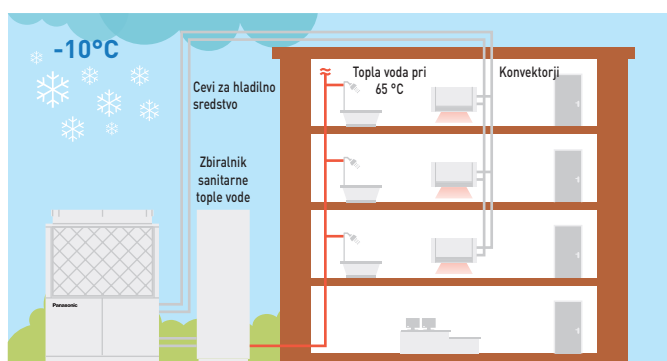 -10°C
Cevi za hladilno
sredstvo
Topla voda pri
65 °C
Konvektorji
Zbiralnik
sanitarne
tople vode
Panasonic